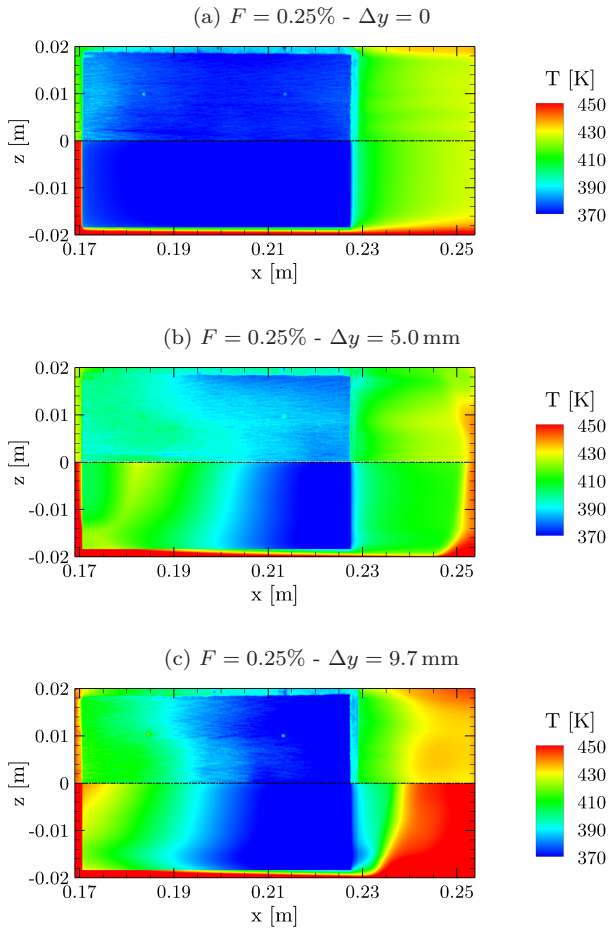 (a) F = 0.25% - Δy = 0
0.02
0.01
0
-0.01
-0.02
z [m]
0.17 0.19 0.21 0.23 0.25
x [m]
T [K]
450
430
410
390
370
(b) F = 0.25% - Δy = 5.0 mm
0.02
0.01
0
-0.01
-0.02
z [m]
0.17 0.19 0.21 0.23 0.25
x [m]
T [K]
450
430
410
390
370
(c) F = 0.25% - Δy = 9.7 mm
0.02
0.01
0
-0.01
-0.02
z [m]
0.17 0.19 0.21 0.23 0.25
x [m]
T [K]
450
430
410
390
370